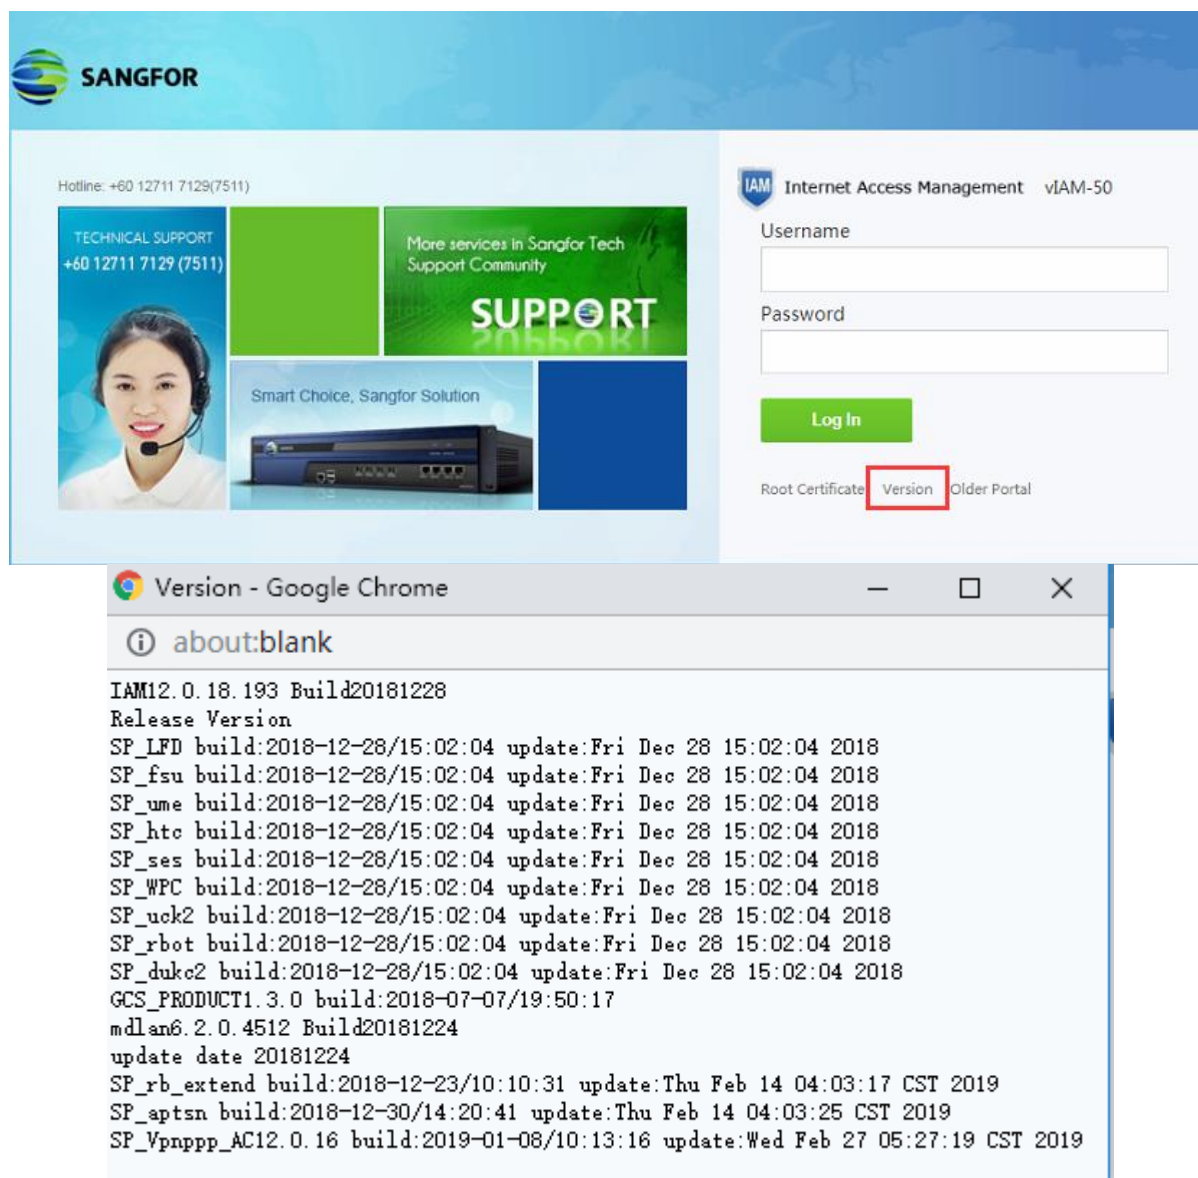 SANGFOR
Hotline: +60 12711 7129(7511)
TECHNICAL SUPPORT
+60 12711 7129 (7511)
More services in Sangfor Tech
Support Community
SUPPORT
Smart Choice, Sangfor Solution
SANGFOR
IAM Internet Access Management vIAM-50
Username
Password
Log In
Root Certificate Version Older Portal
Version - Google Chrome
about:blank
IAM12.0.18.193 Build20181228
Release Version
SP_LFD build:2018-12-28/15:02:04 update:Fri Dec 28 15:02:04 2018
SP_fsu build:2018-12-28/15:02:04 update:Fri Dec 28 15:02:04 2018
SP_ume build:2018-12-28/15:02:04 update:Fri Dec 28 15:02:04 2018
SP_htc build:2018-12-28/15:02:04 update:Fri Dec 28 15:02:04 2018
SP_ses build:2018-12-28/15:02:04 update:Fri Dec 28 15:02:04 2018
SP_WPC build:2018-12-28/15:02:04 update:Fri Dec 28 15:02:04 2018
SP_uck2 build:2018-12-28/15:02:04 update:Fri Dec 28 15:02:04 2018
SP_rbot build:2018-12-28/15:02:04 update:Fri Dec 28 15:02:04 2018
SP_dukc2 build:2018-12-28/15:02:04 update:Fri Dec 28 15:02:04 2018
GCS_PRODUCT1.3.0 build:2018-07-07/19:50:17
mdlan6.2.0.4512 Build20181224
update date 20181224
SP_rb_extend build:2018-12-23/10:10:31 update:Thu Feb 14 04:03:17 CST 2019
SP_aptsn build:2018-12-30/14:20:41 update:Thu Feb 14 04:03:25 CST 2019
SP_Vpnppp_AC12.0.16 build:2019-01-08/10:13:16 update:Wed Feb 27 05:27:19 CST 2019